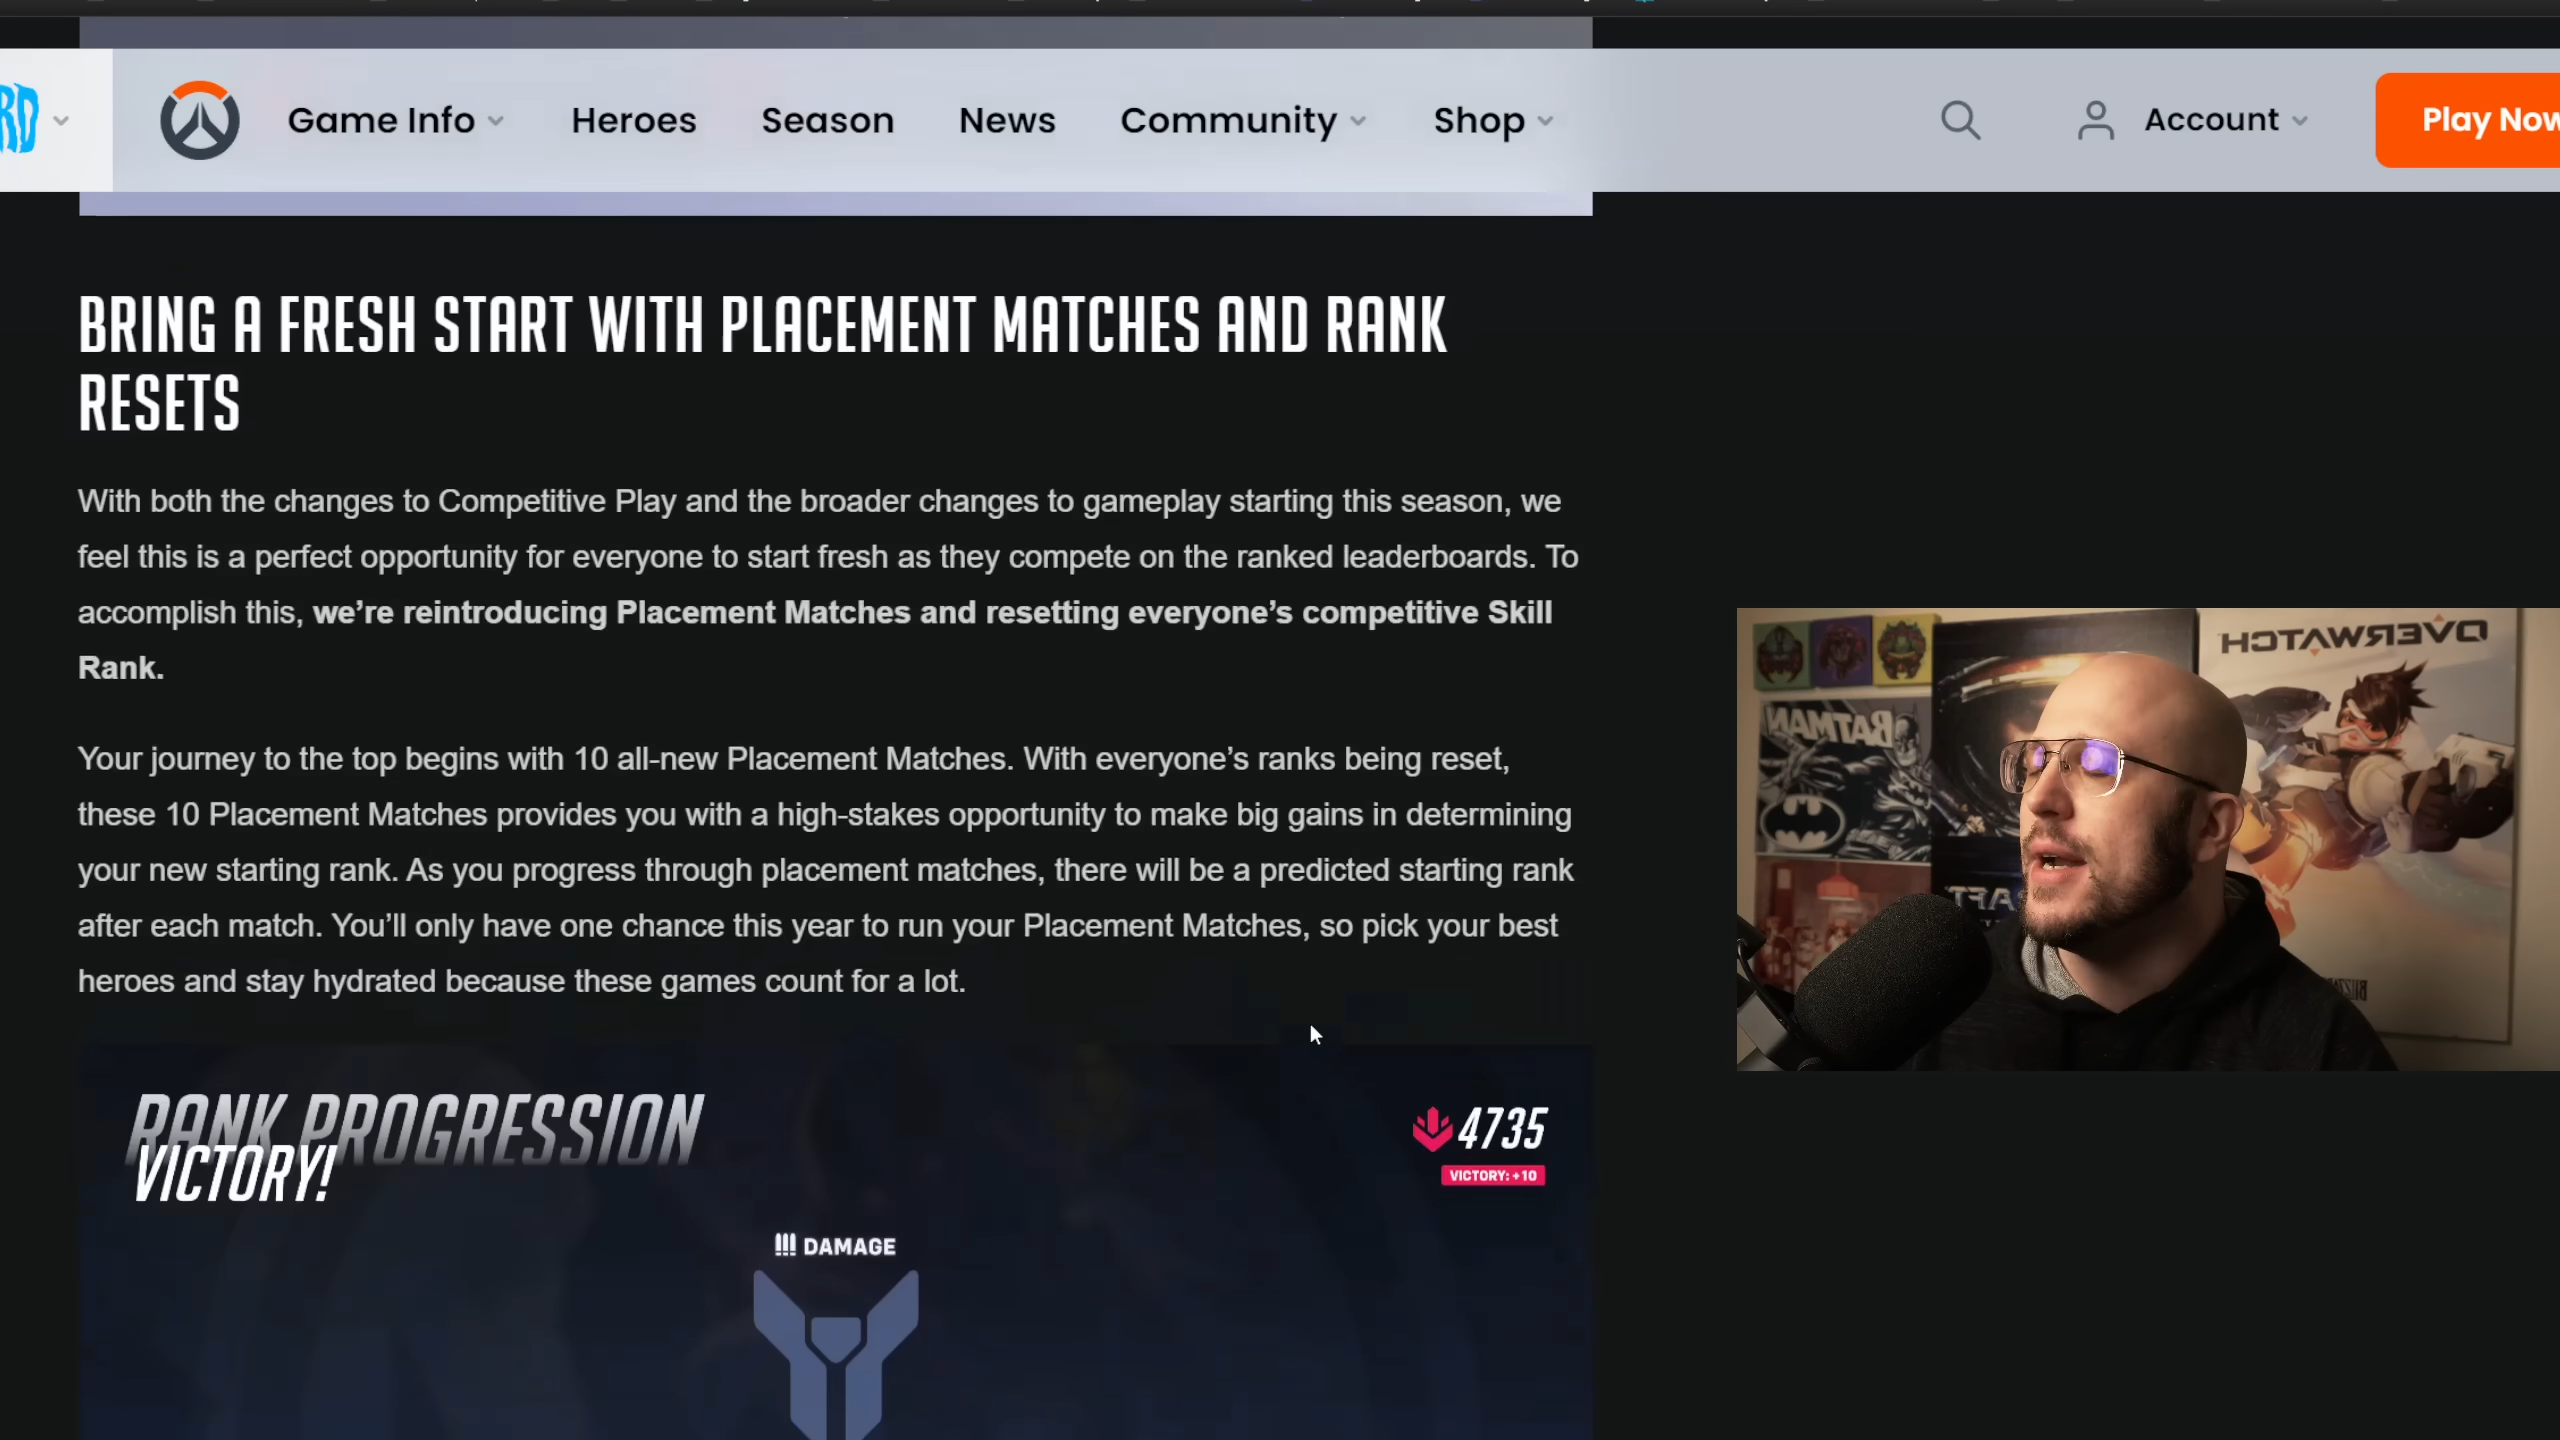 RD
Game Info
Heroes
Season
News
Community
Shop
Account
Play Now
BRING A FRESH START WITH PLACEMENT MATCHES AND RANK
RESETS
With both the changes to Competitive Play and the broader changes to gameplay starting this season, we
feel this is a perfect opportunity for everyone to start fresh as they compete on the ranked leaderboards. To
accomplish this, we’re reintroducing Placement Matches and resetting everyone’s competitive Skill
Rank.
Your journey to the top begins with 10 all-new Placement Matches. With everyone’s ranks being reset,
these 10 Placement Matches provides you with a high-stakes opportunity to make big gains in determining
your new starting rank. As you progress through placement matches, there will be a predicted starting rank
after each match. You’ll only have one chance this year to run your Placement Matches, so pick your best
heroes and stay hydrated because these games count for a lot.
OVERWATCH
BATMAN
RANK PROGRESSION
VICTORY!
4735
VICTORY: +10
DAMAGE